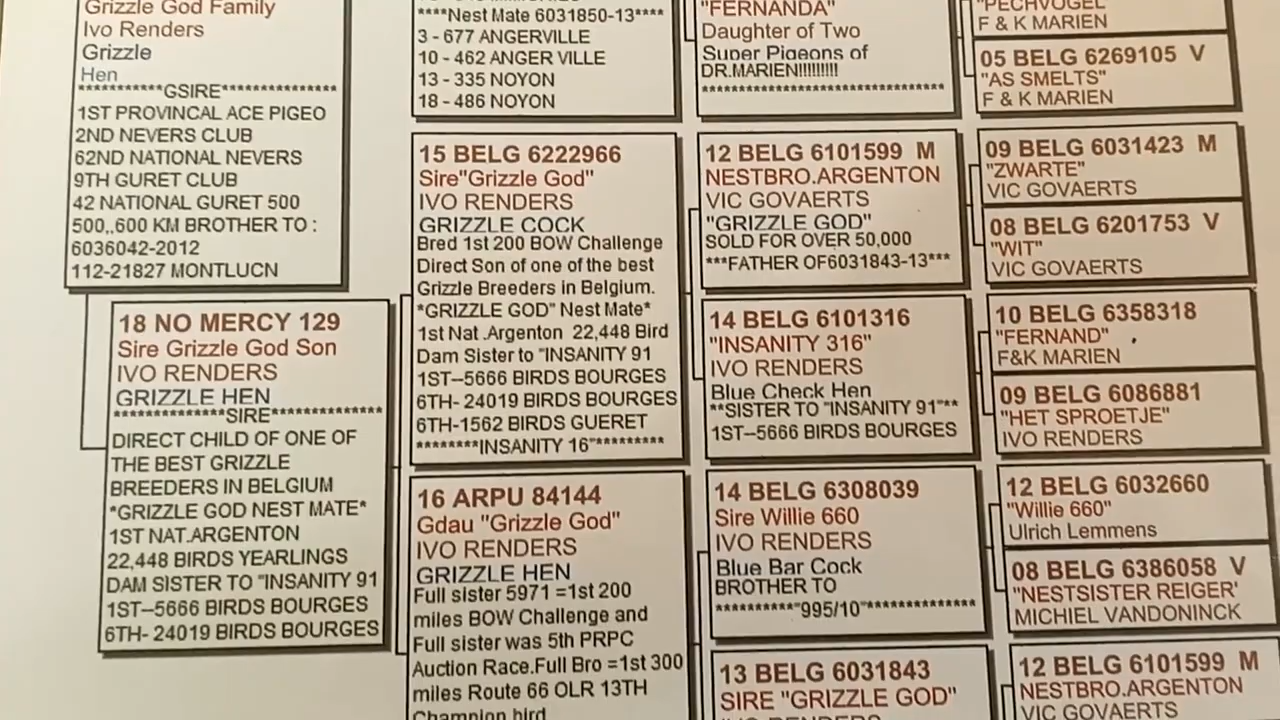 Grizzle God Family
Ivo Renders
Grizzle
Hen
**********GSIRE**************
1ST PROVINCAL ACE PIGEO
2ND NEVERS CLUB
62ND NATIONAL NEVERS
9TH GURET CLUB
42 NATIONAL GURET 500
500,,600 KM BROTHER TO :
6036042-2012
112-21827 MONTLUCN
18 NO MERCY 129
Sire Grizzle God Son
IVO RENDERS
GRIZZLE HEN
**************SIRE**************
DIRECT CHILD OF ONE OF
THE BEST GRIZZLE
BREEDERS IN BELGIUM
*GRIZZLE GOD NEST MATE*
1ST NAT.ARGENTON
22,448 BIRDS YEARLINGS
DAM SISTER TO "INSANITY 91
1ST--5666 BIRDS BOURGES
6TH- 24019 BIRDS BOURGES
****Nest Mate 6031850-13****
3 - 677 ANGERVILLE
10 - 462 ANGER VILLE
13 - 335 NOYON
18 - 486 NOYON
15 BELG 6222966
Sire"Grizzle God"
IVO RENDERS
GRIZZLE COCK
Bred 1st 200 BOW Challenge
Direct Son of one of the best
Grizzle Breeders in Belgium.
*"GRIZZLE GOD" Nest Mate*
1st Nat .Argenton 22,448 Bird
Dam Sister to "INSANITY 91
1ST--5666 BIRDS BOURGES
6TH- 24019 BIRDS BOURGES
6TH-1562 BIRDS GUERET
********INSANITY 16"*********
16 ARPU 84144
Gdau "Grizzle God"
IVO RENDERS
GRIZZLE HEN
Full sister 5971 =1st 200
miles BOW Challenge and
Full sister was 5th PRPC
Auction Race.Full Bro =1st 300
miles Route 66 OLR 13TH
Champion bird
"FERNANDA"
Daughter of Two
Super Pigeons of
DR.MARIEN!!!!!!!!!
******************************
12 BELG 6101599 M
NESTBRO.ARGENTON
VIC GOVAERTS
"GRIZZLE GOD"
SOLD FOR OVER 50,000
***FATHER OF6031843-13***
14 BELG 6101316
"INSANITY 316"
IVO RENDERS
Blue Check Hen
**SISTER TO "INSANITY 91"**
1ST--5666 BIRDS BOURGES
14 BELG 6308039
Sire Willie 660
IVO RENDERS
Blue Bar Cock
BROTHER TO
**********"995/10"**************
13 BELG 6031843
SIRE "GRIZZLE GOD"
IVO RENDERS
"PECHVOGEL"
F & K MARIEN
05 BELG 6269105 V
"AS SMELTS"
F & K MARIEN
09 BELG 6031423 M
"ZWARTE"
VIC GOVAERTS
08 BELG 6201753 V
"WIT"
VIC GOVAERTS
10 BELG 6358318
"FERNAND"
F&K MARIEN
09 BELG 6086881
"HET SPROETJE"
IVO RENDERS
12 BELG 6032660
"Willie 660"
Ulrich Lemmens
08 BELG 6386058 V
"NESTSISTER REIGER'
MICHIEL VANDONINCK
12 BELG 6101599 M
NESTBRO.ARGENTON
VIC GOVAERTS